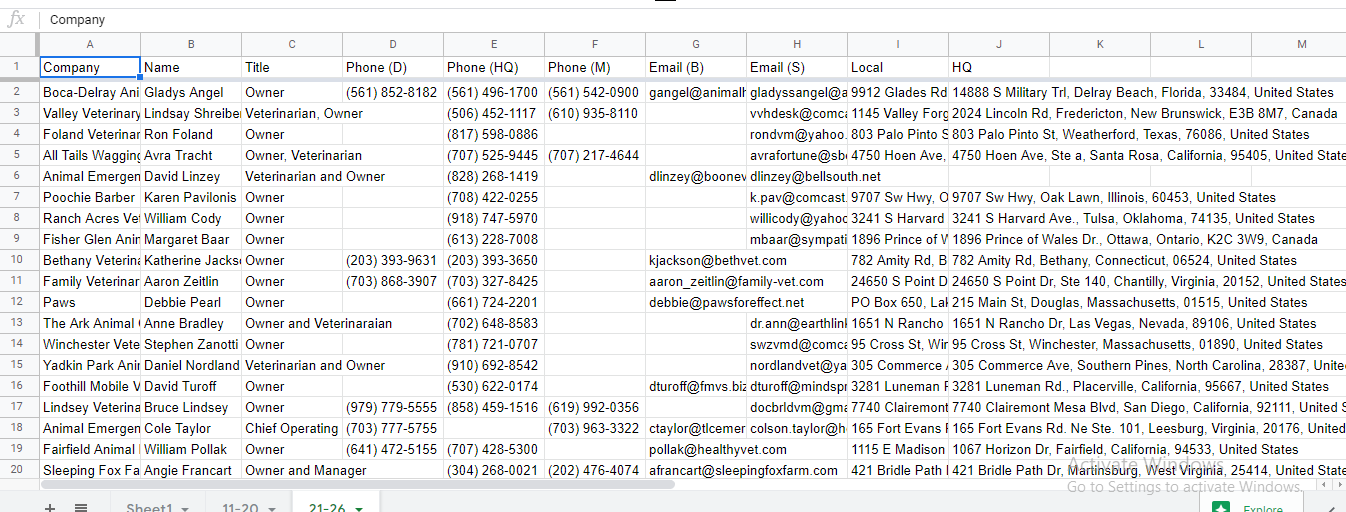 fx Company
A B C D E F G H I J K L M
1 Company Name Title Phone (D) Phone (HQ) Phone (M) Email (B) Email (S) Local HQ
2 Boca-Delray Ani Gladys Angel Owner (561) 852-8182 (561) 496-1700 (561) 542-0900 gangel@animalh gladyssangel@a 9912 Glades Rd 14888 S Military Trl, Delray Beach, Florida, 33484, United States
3 Valley Veterinary Lindsay Shreibe Veterinarian, Owner (506) 452-1117 (610) 935-8110 vvhdesk@comca 1145 Valley Forg 2024 Lincoln Rd, Fredericton, New Brunswick, E3B 8M7, Canada
4 Foland Veterinar Ron Foland Owner (817) 598-0886 rondvm@yahoo. 803 Palo Pinto S 803 Palo Pinto St, Weatherford, Texas, 76086, United States
5 All Tails Wagging Avra Tracht Owner, Veterinarian (707) 525-9445 (707) 217-4644 avrafortune@sb 4750 Hoen Ave, 4750 Hoen Ave, Ste a, Santa Rosa, California, 95405, United State
6 Animal Emergen David Linzey Veterinarian and Owner (828) 268-1419 dlinzey@boonev dlinzey@bellsouth.net
7 Poochie Barber Karen Pavilonis Owner (708) 422-0255 k.pav@comcast. 9707 Sw Hwy, O 9707 Sw Hwy, Oak Lawn, Illinois, 60453, United States
8 Ranch Acres Vet William Cody Owner (918) 747-5970 willicody@yahoo 3241 S Harvard 3241 S Harvard Ave., Tulsa, Oklahoma, 74135, United States
9 Fisher Glen Anim Margaret Baar Owner (613) 228-7008 mbaar@sympati 1896 Prince of W 1896 Prince of Wales Dr., Ottawa, Ontario, K2C 3W9, Canada
10 Bethany Veterina Katherine Jacks Owner (203) 393-9631 (203) 393-3650 kjackson@bethvet.com 782 Amity Rd, B 782 Amity Rd, Bethany, Connecticut, 06524, United States
11 Family Veterinar Aaron Zeitlin Owner (703) 868-3907 (703) 327-8425 aaron_zeitlin@family-vet.com 24650 S Point D 24650 S Point Dr, Ste 140, Chantilly, Virginia, 20152, United States
12 Paws Debbie Pearl Owner (661) 724-2201 debbie@pawsforeffect.net PO Box 650, Lak 215 Main St, Douglas, Massachusetts, 01515, United States
13 The Ark Animal Anne Bradley Owner and Veterinaraian (702) 648-8583 dr.ann@earthlink 1651 N Rancho 1651 N Rancho Dr, Las Vegas, Nevada, 89106, United States
14 Winchester Vete Stephen Zanotti Owner (781) 721-0707 swzvmd@comca 95 Cross St, Win 95 Cross St, Winchester, Massachusetts, 01890, United States
15 Yadkin Park Anim Daniel Nordland Veterinarian and Owner (910) 692-8542 nordlandvet@ya 305 Commerce 305 Commerce Ave, Southern Pines, North Carolina, 28387, Unite
16 Foothill Mobile V David Turoff Owner (530) 622-0174 dturoff@fmvs.biz dturoff@mindspr 3281 Luneman R 3281 Luneman Rd., Placerville, California, 95667, United States
17 Lindsey Veterina Bruce Lindsey Owner (979) 779-5555 (858) 459-1516 (619) 992-0356 docbrldvm@gma 7740 Clairemont 7740 Clairemont Mesa Blvd, San Diego, California, 92111, United S
18 Animal Emergen Cole Taylor Chief Operating (703) 777-5755 (703) 963-3322 ctaylor@tlcemer colson.taylor@h 165 Fort Evans 165 Fort Evans Rd. Ne Ste. 101, Leesburg, Virginia, 20176, United
19 Fairfield Animal William Pollak Owner (641) 472-5155 (707) 428-5300 pollak@healthyvet.com 1115 E Madison 1067 Horizon Dr, Fairfield, California, 94533, United States
20 Sleeping Fox Fa Angie Francart Owner and Manager (304) 268-0021 (202) 476-4074 afrancart@sleepingfoxfarm.com 421 Bridle Path 421 Bridle Path Dr, Martinsburg, West Virginia, 25414, United State
Activate Windows
Go to Settings to activate Windows.
Sheet1 11-20 21-26 Explore